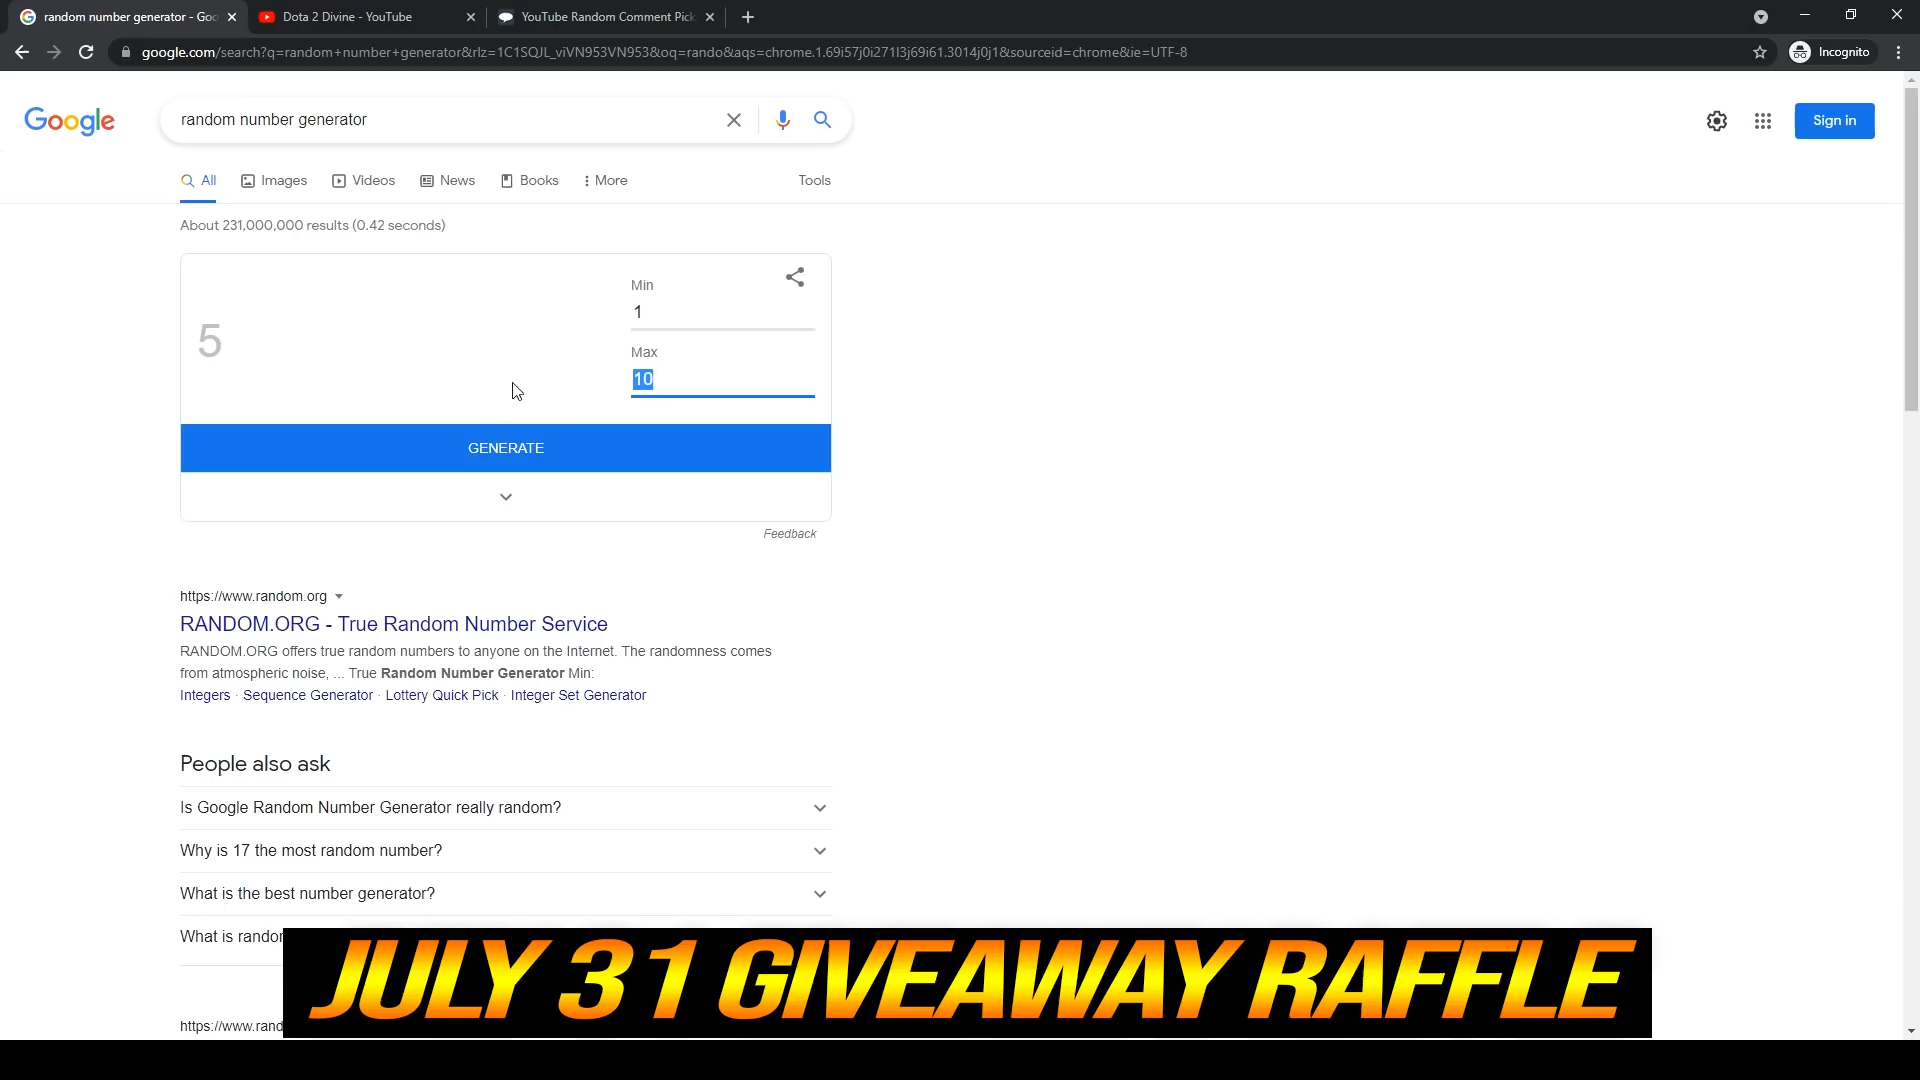 random number generator - Goo
Dota 2 Divine - YouTube
YouTube Random Comment Pick
google.com/search?q=random+number+generator&rlz=1C1SQJL_viVN953VN953&oq=rando&aqs=chrome.1.69i57j0i271l3j69i61.3014j0j1&sourceid=chrome&ie=UTF-8
Incognito
Google
random number generator
Sign in
All
Images
Videos
News
Books
More
Tools
About 231,000,000 results (0.42 seconds)
Min
1
5
Max
10
GENERATE
Feedback
https://www.random.org
RANDOM.ORG - True Random Number Service
RANDOM.ORG offers true random numbers to anyone on the Internet. The randomness comes
from atmospheric noise, ... True Random Number Generator Min:
Integers · Sequence Generator · Lottery Quick Pick · Integer Set Generator
People also ask
Is Google Random Number Generator really random?
Why is 17 the most random number?
What is the best number generator?
What is random
JULY 31 GIVEAWAY RAFFLE
https://www.rand